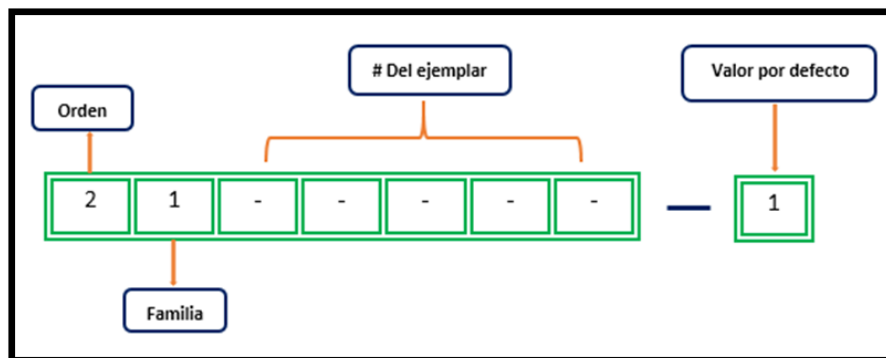 # Del ejemplar
Valor por defecto
Orden
2 1 - - - - - — 1
Familia